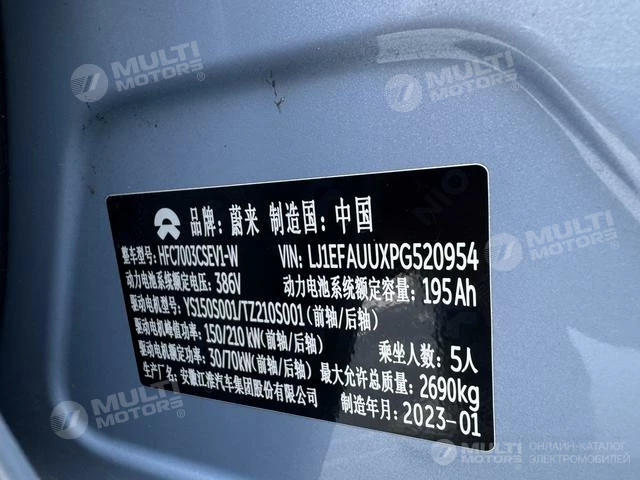 MULTI MOTORS®
MULTI MOTORS®
品牌: 蔚来 制造国: 中国
整车型号: HFC7003CSEV1-W VIN: LJ1EFAUUXPG520954
动力电池系统额定电压: 386V 动力电池系统额定容量: 195Ah
驱动电机型号: YS150S001/TZ210S001(前轴/后轴)
驱动电机峰值功率: 150/210kW(前轴/后轴) 乘坐人数: 5人
驱动电机额定功率: 30/70kW(前轴/后轴) 最大允许总质量: 2690kg
生产厂名: 安徽江淮汽车集团股份有限公司 制造年月: 2023-01
NIO
MULTI MOTORS®
MULTI MOTORS®
ОНЛАЙН-КАТАЛОГ
ЭЛЕКТРОМОБИЛЕЙ